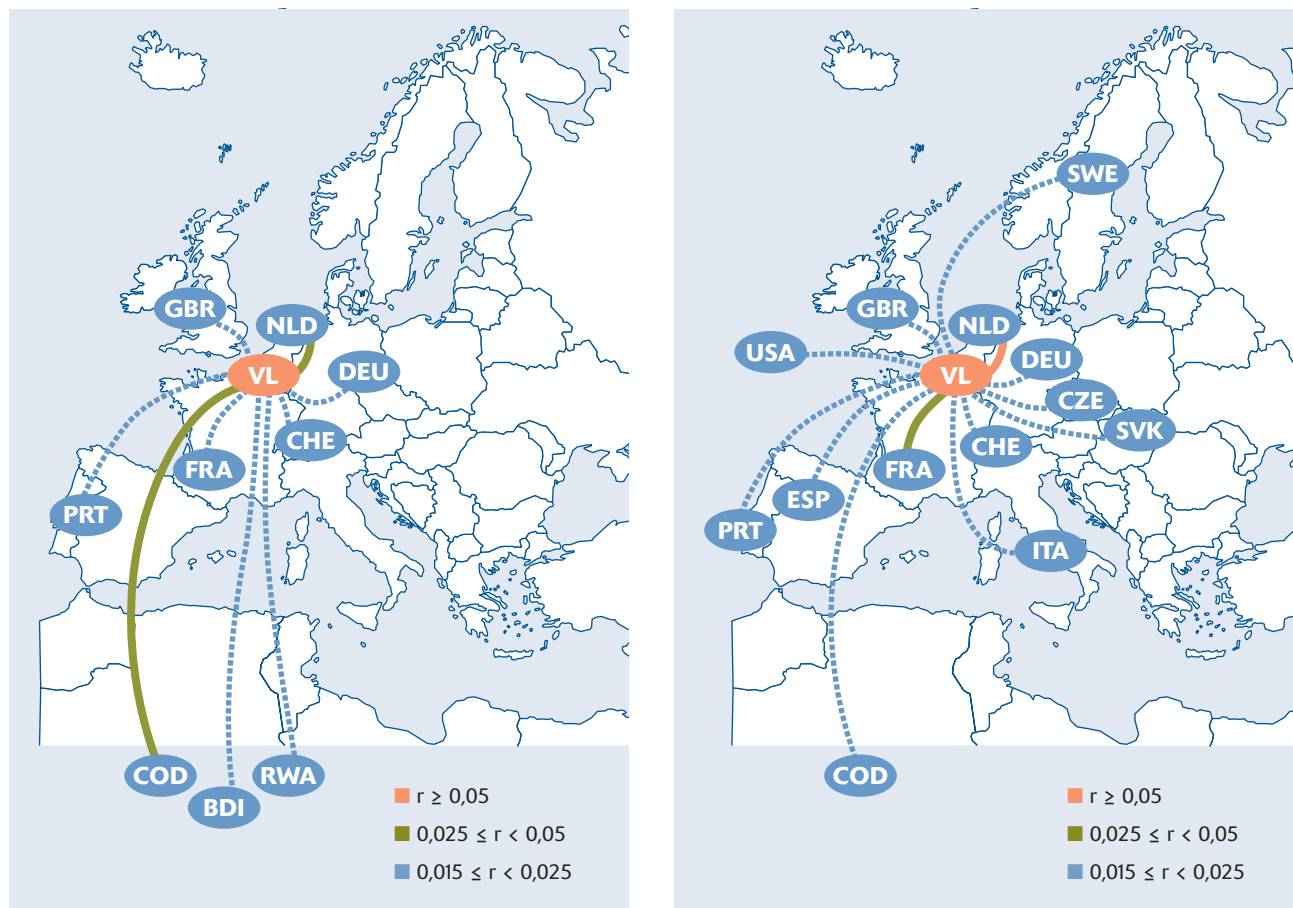 GBR
NLD
VL
DEU
CHE
FRA
PRT
COD
RWA
BDI
r ≥ 0,05
0,025 ≤ r < 0,05
0,015 ≤ r < 0,025
SWE
GBR
NLD
USA
DEU
VL
CZE
SVK
CHE
FRA
ESP
PRT
ITA
COD
r ≥ 0,05
0,025 ≤ r < 0,05
0,015 ≤ r < 0,025